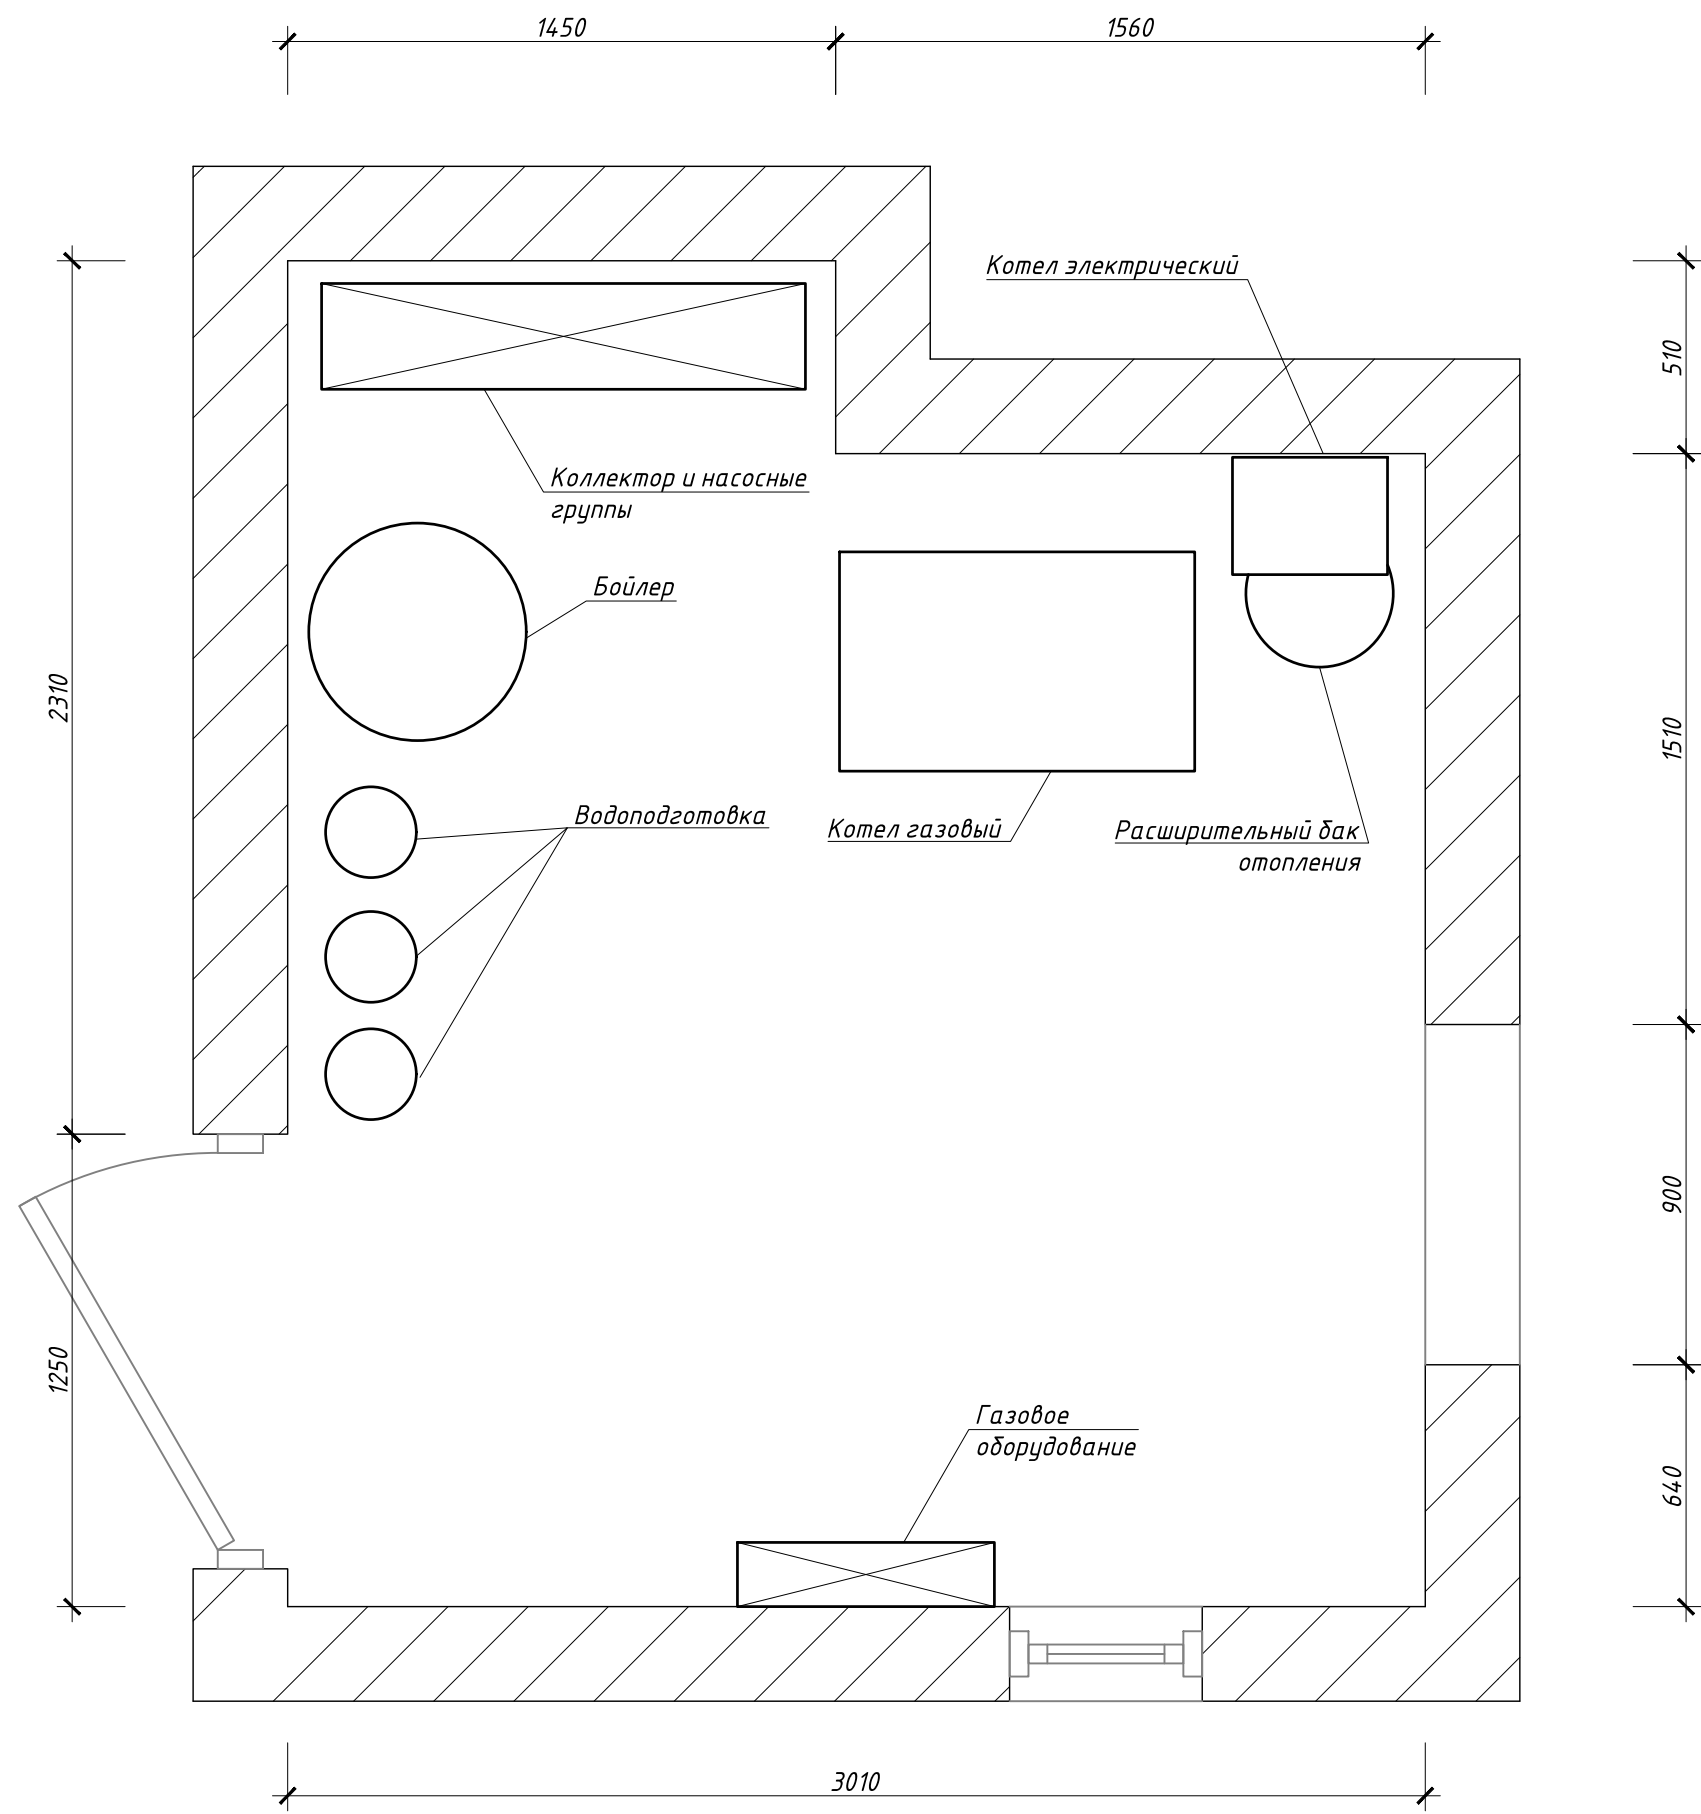 1450
1560
Котел электрический
510
Коллектор и насосные
группы
Бойлер
2310
1510
Водоподготовка
Котел газовый
Расширительный бак
отопления
900
1250
Газовое
оборудование
640
3010